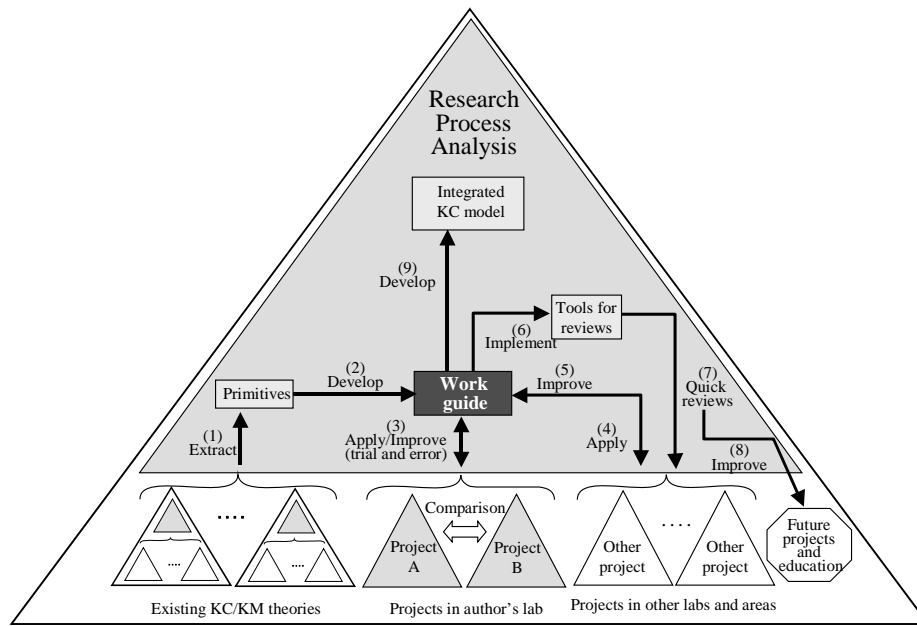 Research
Process
Analysis
Integrated
KC model
(9)
Develop
Tools for
reviews
(6)
Implement
(2)
Develop
Work
guide
(5)
Improve
(7)
Quick
reviews
Primitives
(1)
Extract
(3)
Apply/Improve
(trial and error)
(4)
Apply
(8)
Improve
....
....
....
Comparison
Project
A
Project
B
....
Other
project
Other
project
Future
projects
and
education
Existing KC/KM theories
Projects in author's lab
Projects in other labs and areas